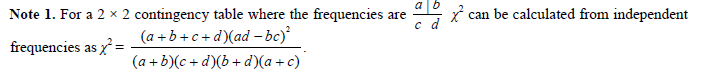 Note 1. For a 2 × 2 contingency table where the frequencies are a | b
c d χ² can be calculated from independent
frequencies as χ² = (a + b + c + d)(ad – bc)²
(a + b)(c + d)(b + d)(a + c) .